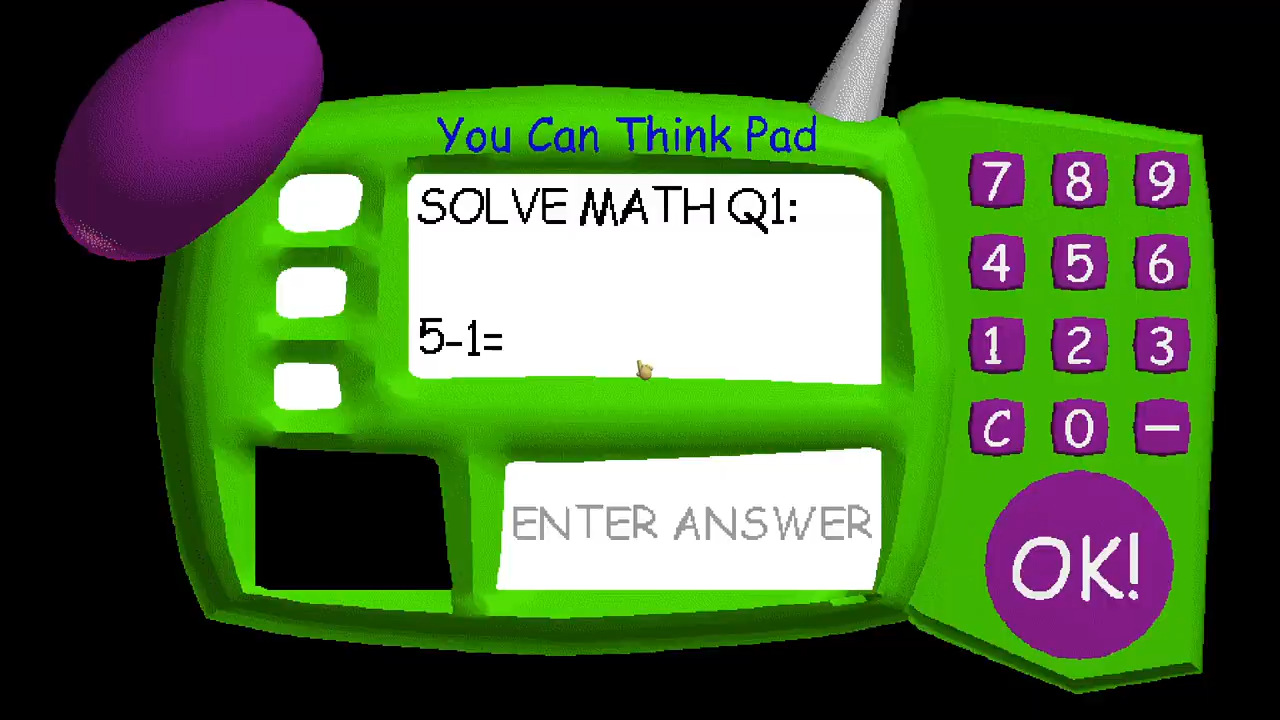 You Can Think Pad
SOLVE MATH Q1:
5-1=
ENTER ANSWER
7 8 9
4 5 6
1 2 3
C 0 —
OK!